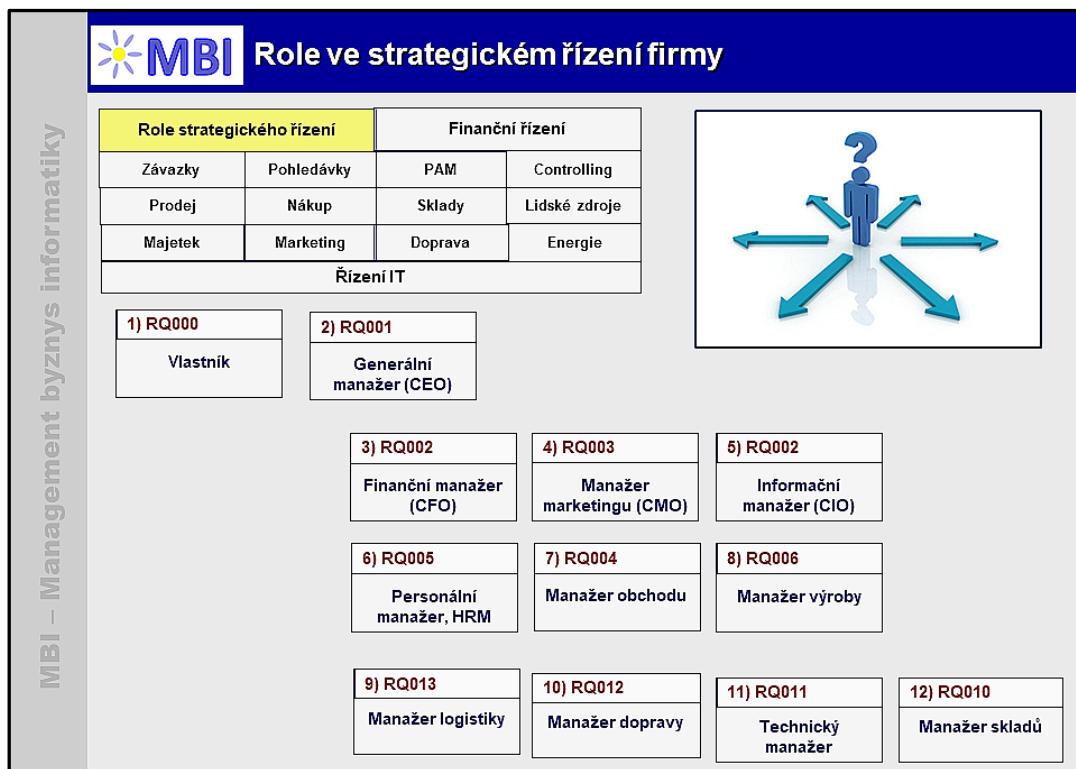 MBI
Role ve strategickém řízení firmy
MBI – Management byznys informatiky
Role strategického řízení
Finanční řízení
Závazky
Pohledávky
PAM
Controlling
Prodej
Nákup
Sklady
Lidské zdroje
Majetek
Marketing
Doprava
Energie
Řízení IT
?
1) RQ000
Vlastník
2) RQ001
Generální
manažer (CEO)
3) RQ002
Finanční manažer
(CFO)
4) RQ003
Manažer
marketingu (CMO)
5) RQ002
Informační
manažer (CIO)
6) RQ005
Personální
manažer, HRM
7) RQ004
Manažer obchodu
8) RQ006
Manažer výroby
9) RQ013
Manažer logistiky
10) RQ012
Manažer dopravy
11) RQ011
Technický
manažer
12) RQ010
Manažer skladů